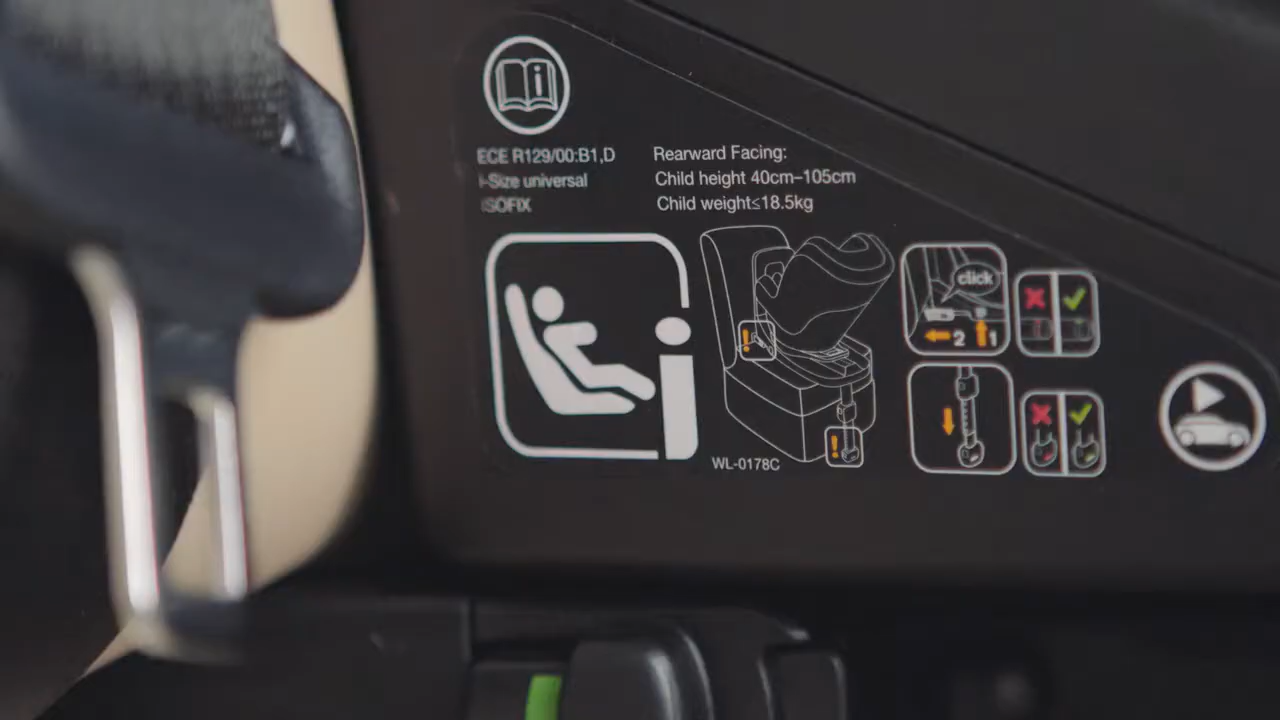 ECE R129/00:B1,D
i-Size universal
ISOFIX
Rearward Facing:
Child height 40cm–105cm
Child weight≤18.5kg
click
2
1
WL-0178C